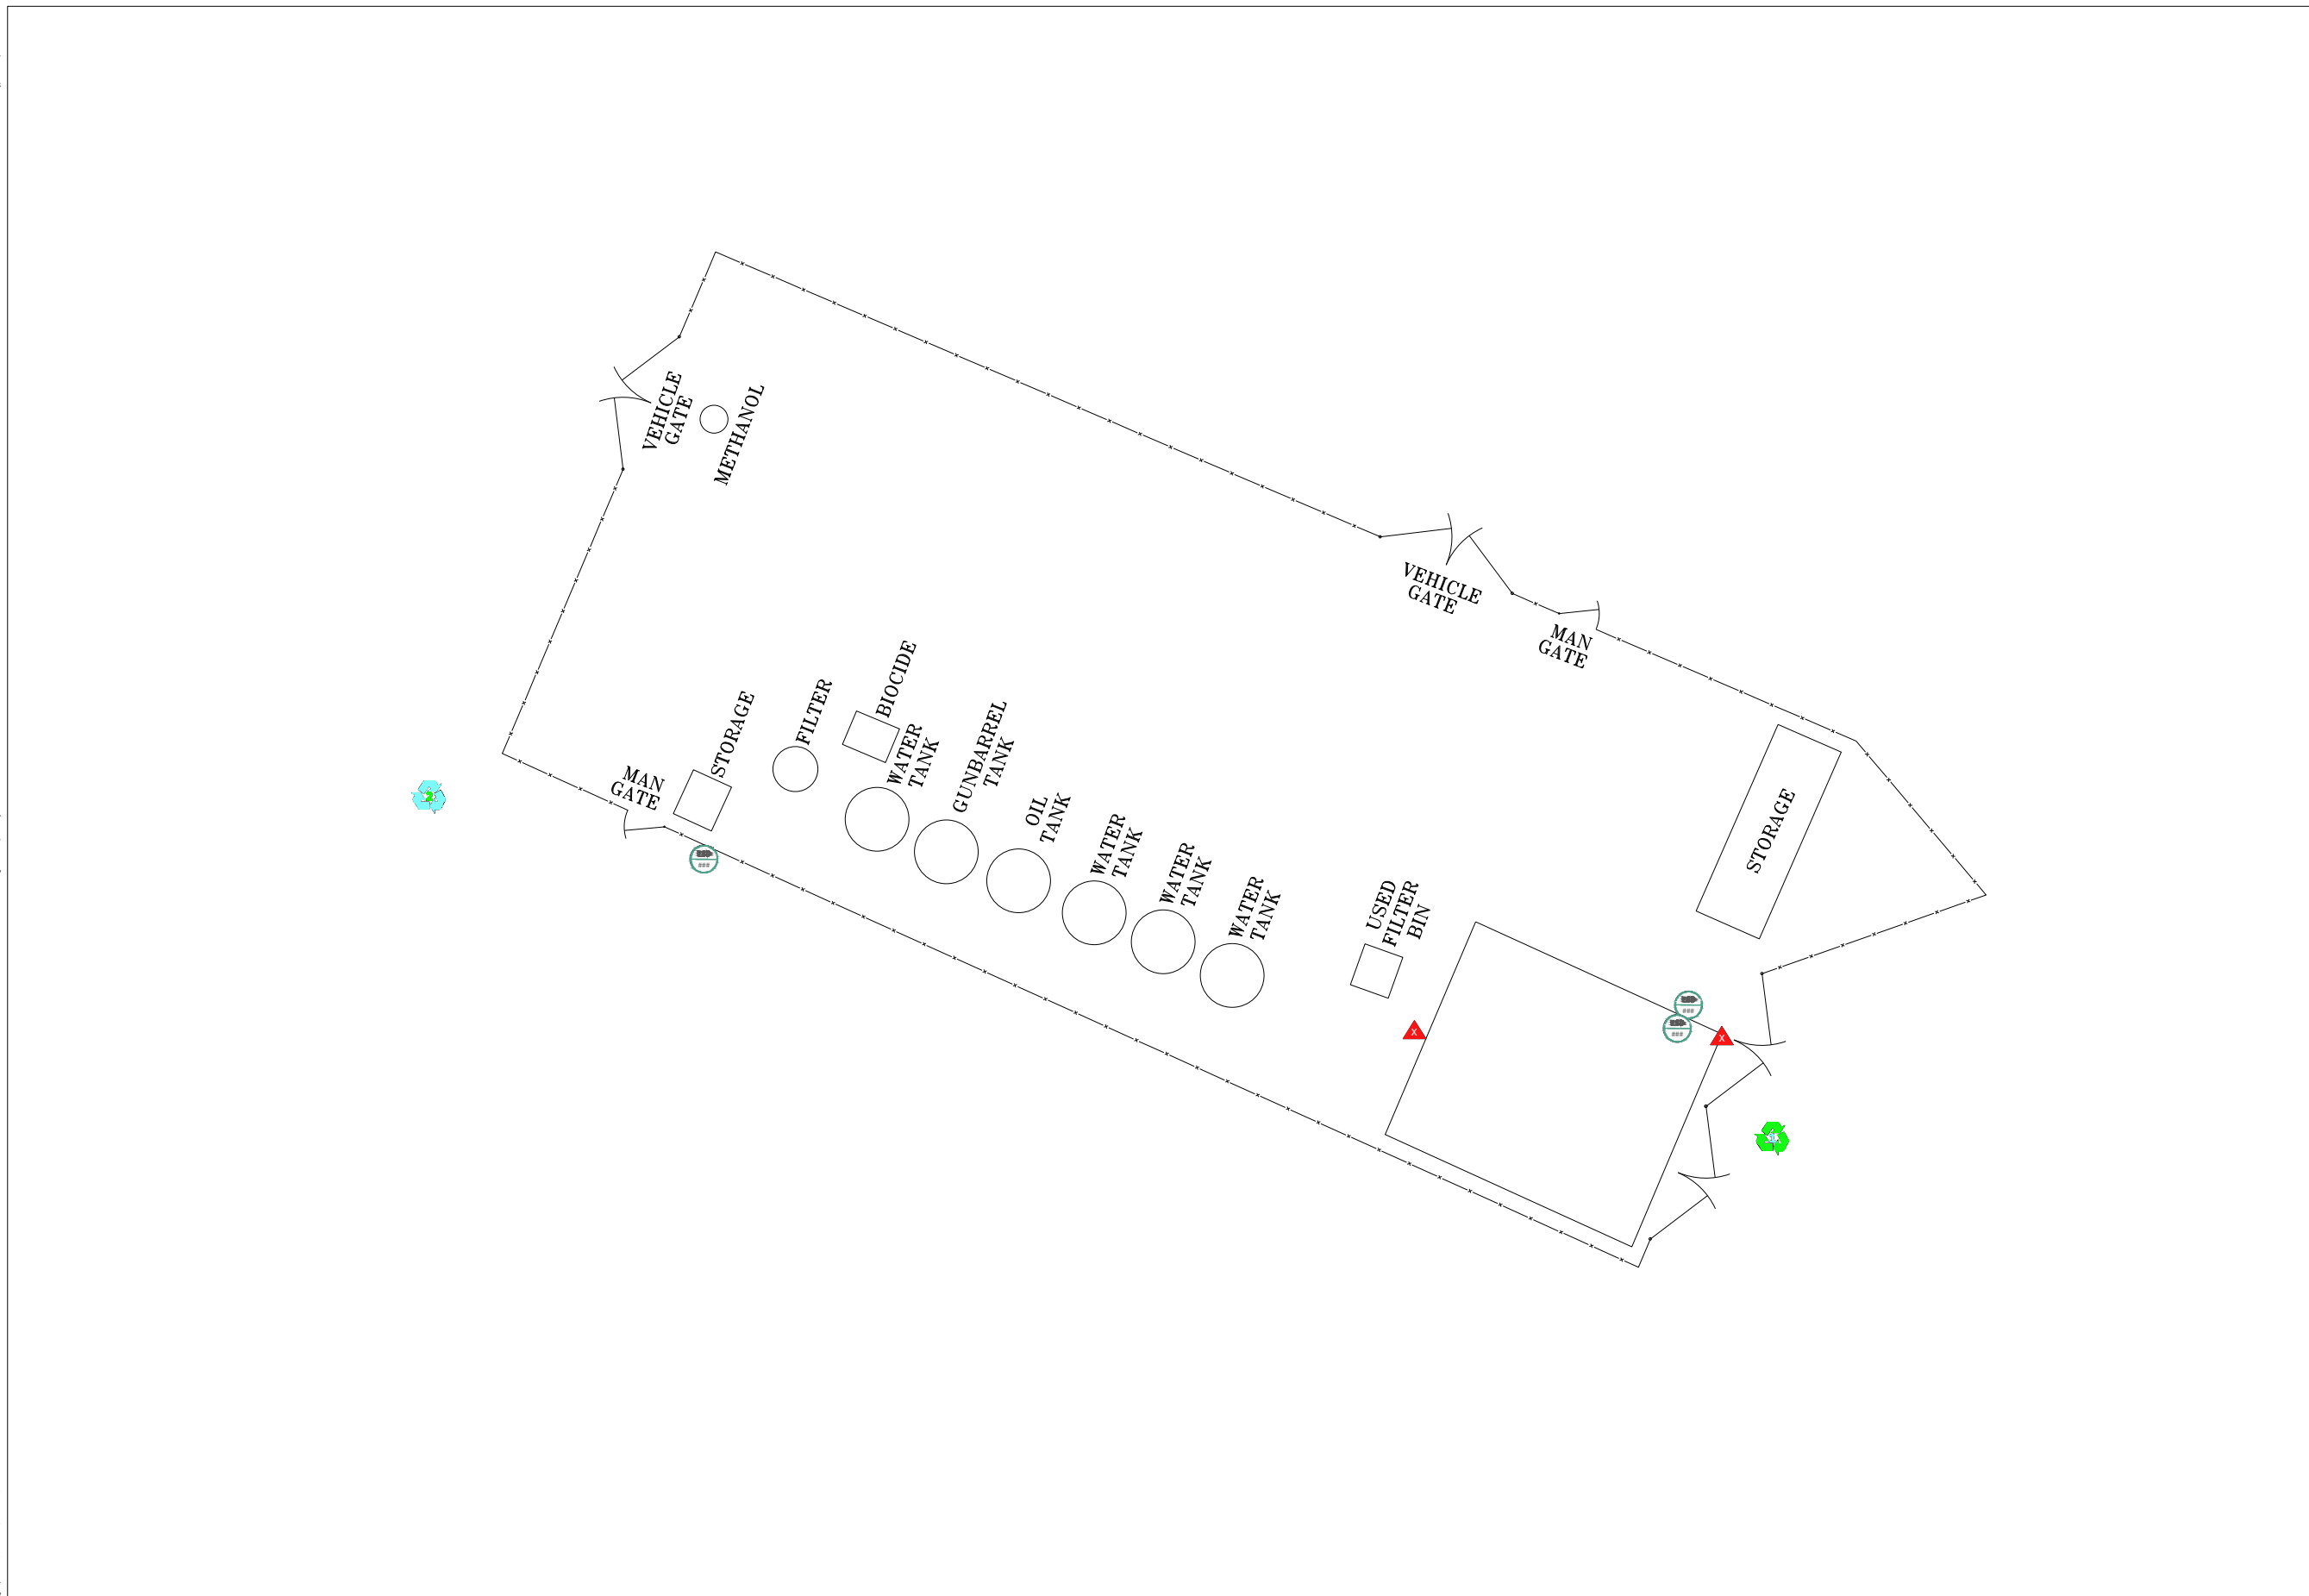 VEHICLE
GATE
METHANOL
VEHICLE
GATE
MAN
GATE
BIOCIDE
FILTER
STORAGE
WATER
TANK
GUNBARREL
TANK
MAN
GATE
OIL
TANK
WATER
TANK
WATER
TANK
WATER
TANK
USED
FILTER
BIN
STORAGE
2
###
###
###
X
X